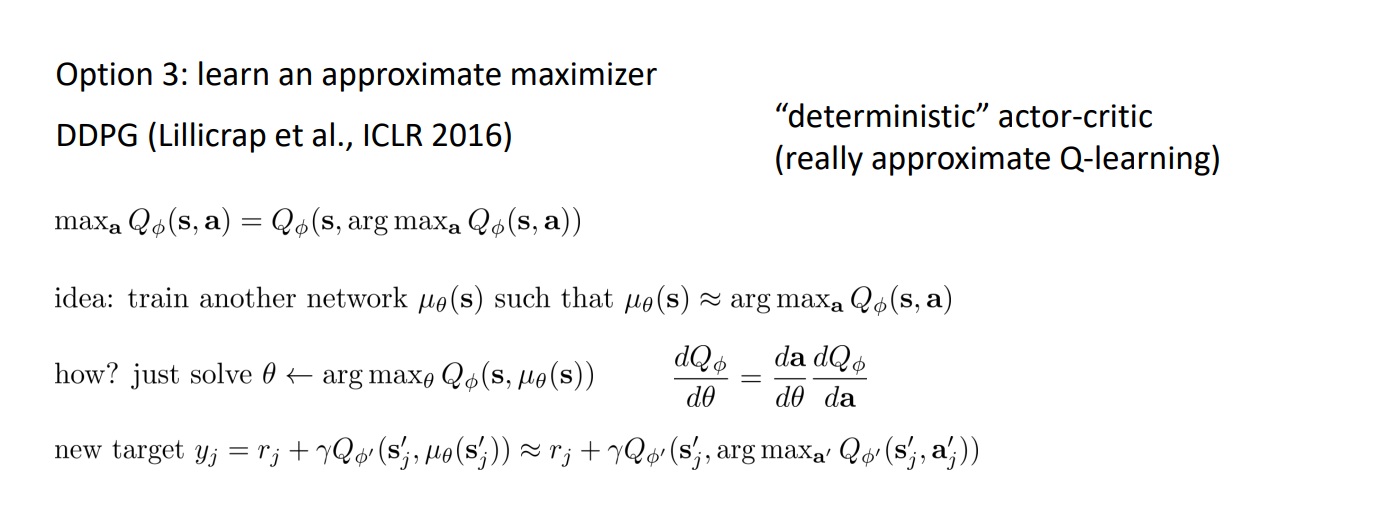 Option 3: learn an approximate maximizer
DDPG (Lillicrap et al., ICLR 2016)
“deterministic” actor-critic
(really approximate Q-learning)
max_𝐚 Q_ϕ(𝐬, 𝐚) = Q_ϕ(𝐬, arg max_𝐚 Q_ϕ(𝐬, 𝐚))
idea: train another network μ_θ(𝐬) such that μ_θ(𝐬) ≈ arg max_𝐚 Q_ϕ(𝐬, 𝐚)
how? just solve θ ← arg max_θ Q_ϕ(𝐬, μ_θ(𝐬)) dQ_ϕ/dθ = d𝐚/dθ dQ_ϕ/d𝐚
new target y_j = r_j + γQ_ϕ′(𝐬′_j, μ_θ(𝐬′_j)) ≈ r_j + γQ_ϕ′(𝐬′_j, arg max_𝐚′ Q_ϕ′(𝐬′_j, 𝐚′_j))